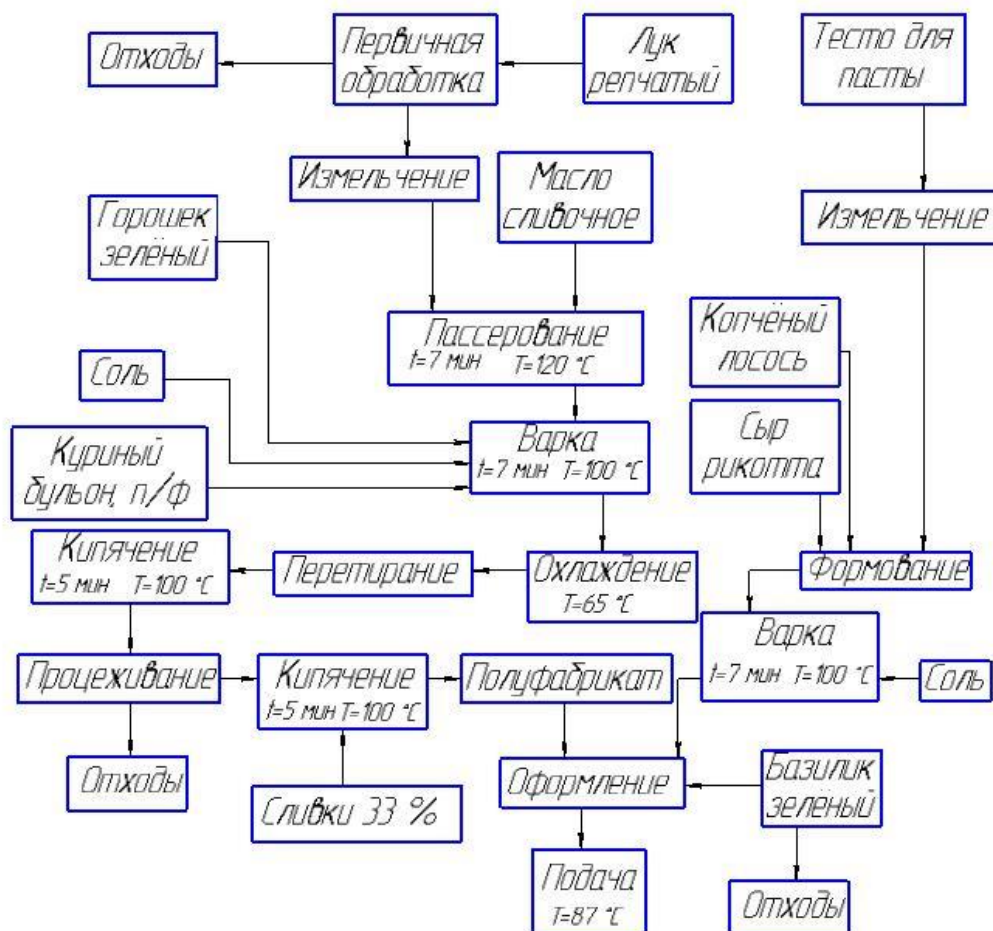 Отходы
Первичная
обработка
Лук
репчатый
Тесто для
пасты
Измельчение
Масло
сливочное
Измельчение
Горошек
зелёный
Пассерование
t=7 мин T=120 °C
Копчёный
лосось
Соль
Куриный
бульон, п/ф
Варка
t=7 мин T=100 °C
Сыр
рикотта
Кипячение
t=5 мин T=100 °C
Перетирание
Охлаждение
T=65 °C
Формование
Варка
t=7 мин T=100 °C
Соль
Процеживание
Кипячение
t=5 мин T=100 °C
Полуфабрикат
Отходы
Сливки 33 %
Оформление
Базилик
зелёный
Подача
T=87 °C
Отходы